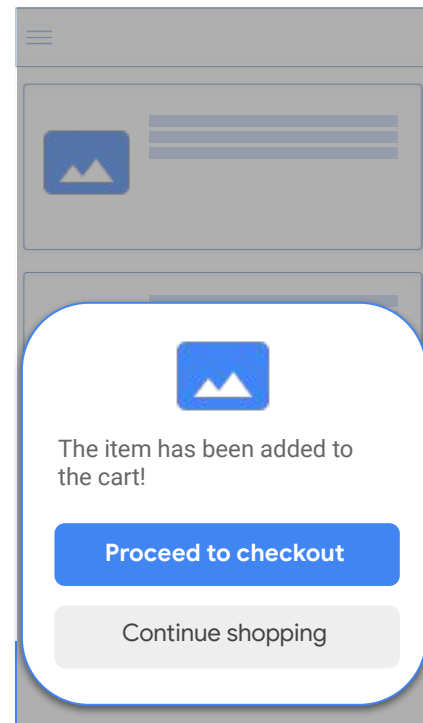 The item has been added to
the cart!
Proceed to checkout
Continue shopping